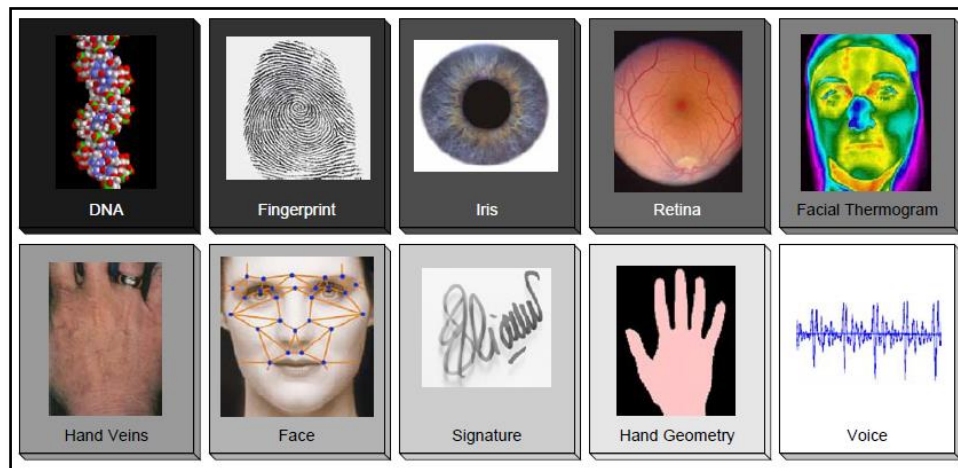 DNA
Fingerprint
Iris
Retina
Facial Thermogram
Hand Veins
Face
Signature
Hand Geometry
Voice